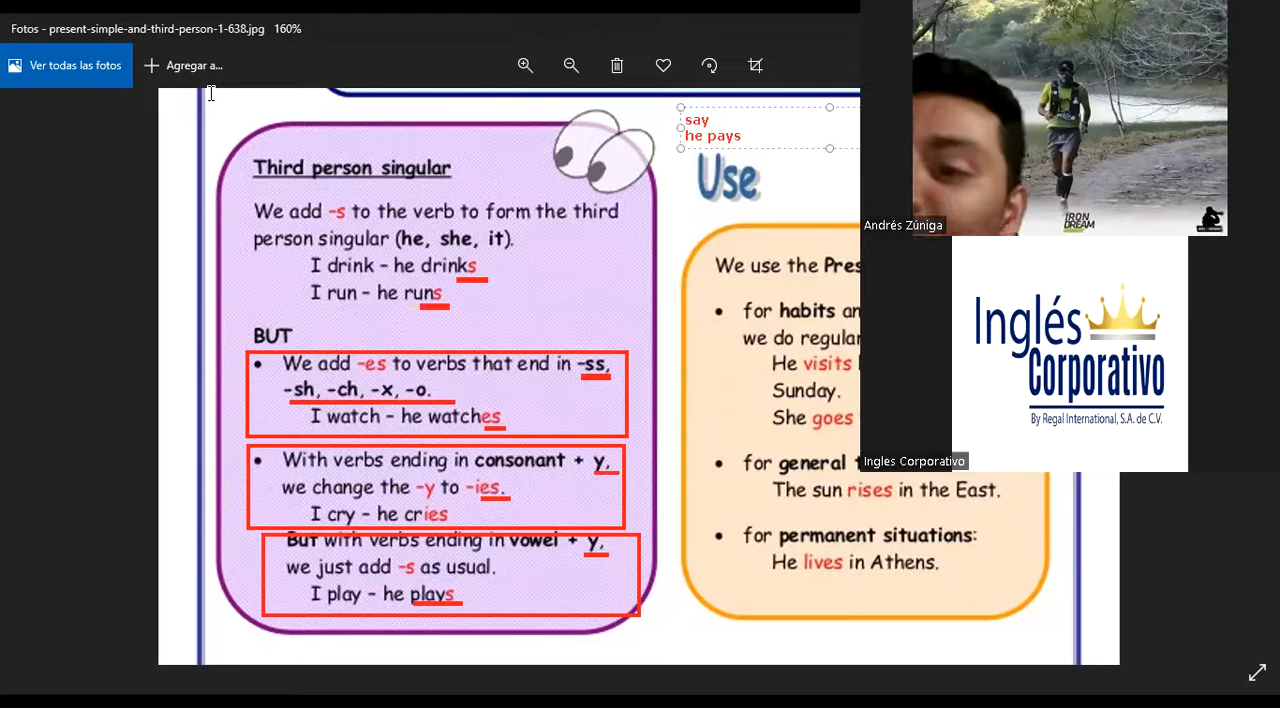 Fotos - present-simple-and-third-person-1-638.jpg 160%
Ver todas las fotos
Agregar a...
say
he pays
Third person singular
We add -s to the verb to form the third
person singular (he, she, it).
I drink - he drinks
I run - he runs
BUT
• We add -es to verbs that end in -ss,
-sh, -ch, -x, -o.
I watch - he watches
• With verbs ending in consonant + y,
we change the -y to -ies.
I cry - he cries
But with verbs ending in vowel + y,
we just add -s as usual.
I play - he plays
Use
We use the Pres
• for habits an
we do regular
He visits
Sunday.
She goes
• for general
The sun rises in the East.
• for permanent situations:
He lives in Athens.
IRON
DREAM
Andrés Zúniga
Inglés
Corporativo
By Regal International, S.A. de C.V.
Ingles Corporativo